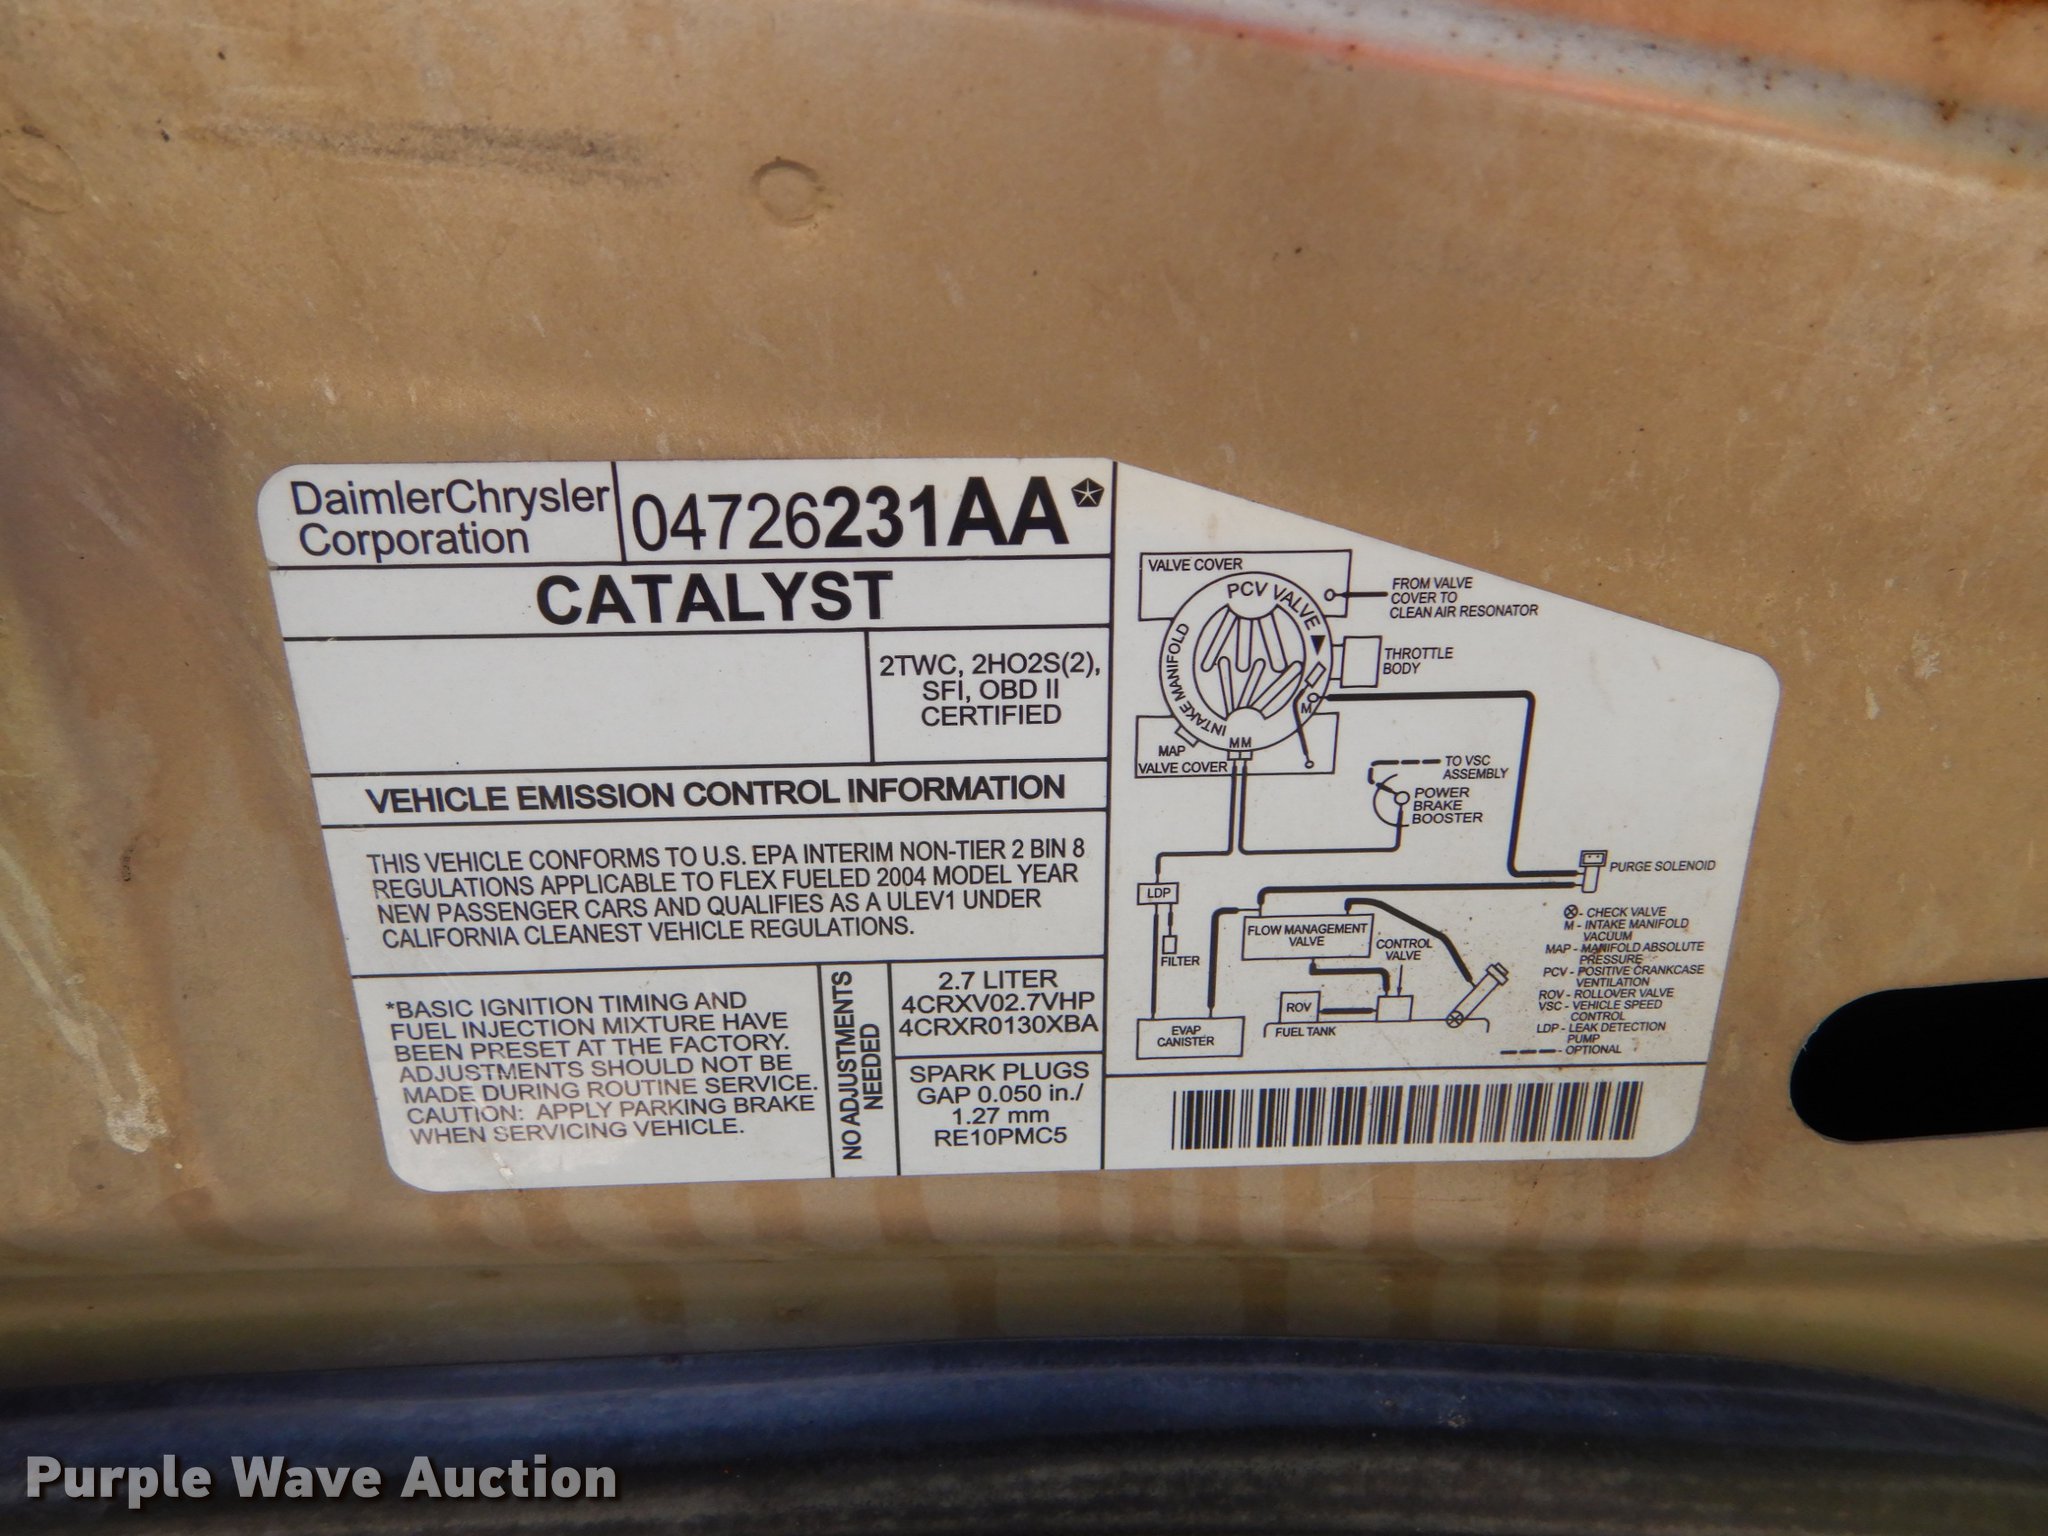 DaimlerChrysler
Corporation
04726231AA
CATALYST
2TWC, 2HO2S(2),
SFI, OBD II
CERTIFIED
VEHICLE EMISSION CONTROL INFORMATION
THIS VEHICLE CONFORMS TO U.S. EPA INTERIM NON-TIER 2 BIN 8
REGULATIONS APPLICABLE TO FLEX FUELED 2004 MODEL YEAR
NEW PASSENGER CARS AND QUALIFIES AS A ULEV1 UNDER
CALIFORNIA CLEANEST VEHICLE REGULATIONS.
*BASIC IGNITION TIMING AND
FUEL INJECTION MIXTURE HAVE
BEEN PRESET AT THE FACTORY.
ADJUSTMENTS SHOULD NOT BE
MADE DURING ROUTINE SERVICE.
CAUTION: APPLY PARKING BRAKE
WHEN SERVICING VEHICLE.
NO ADJUSTMENTS
NEEDED
2.7 LITER
4CRXV02.7VHP
4CRXR0130XBA
SPARK PLUGS
GAP 0.050 in./
1.27 mm
RE10PMC5
VALVE COVER
PCV VALVE
INTAKE MANIFOLD
FROM VALVE
COVER TO
CLEAN AIR RESONATOR
THROTTLE
BODY
M
MM
MAP
VALVE COVER
TO VSC
ASSEMBLY
POWER
BRAKE
BOOSTER
PURGE SOLENOID
LDP
FILTER
FLOW MANAGEMENT
VALVE
CONTROL
VALVE
ROV
FUEL TANK
EVAP
CANISTER
- CHECK VALVE
M - INTAKE MANIFOLD
VACUUM
MAP - MANIFOLD ABSOLUTE
PRESSURE
PCV - POSITIVE CRANKCASE
VENTILATION
ROV - ROLLOVER VALVE
VSC - VEHICLE SPEED
CONTROL
LDP - LEAK DETECTION
PUMP
- OPTIONAL
Purple Wave Auction